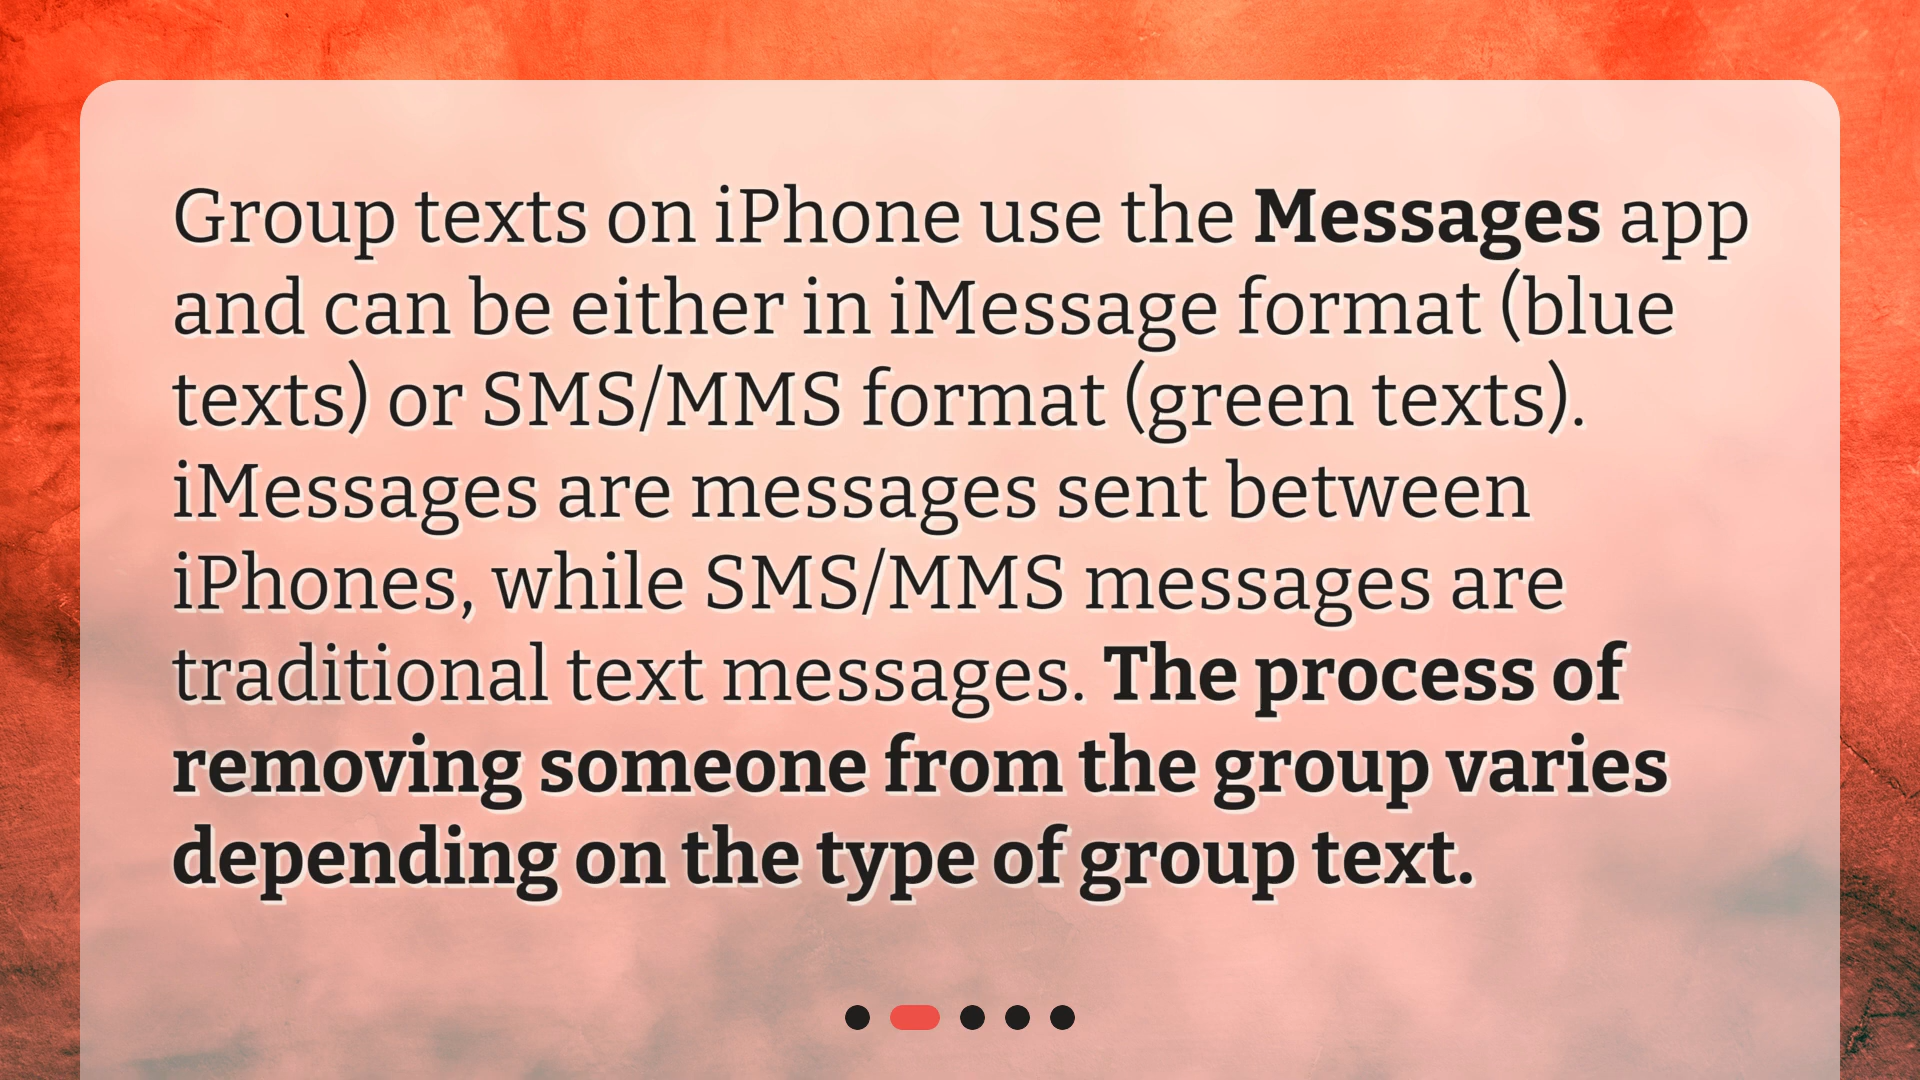 Group texts on iPhone use the Messages app
and can be either in iMessage format (blue
texts) or SMS/MMS format (green texts).
iMessages are messages sent between
iPhones, while SMS/MMS messages are
traditional text messages. The process of
removing someone from the group varies
depending on the type of group text.